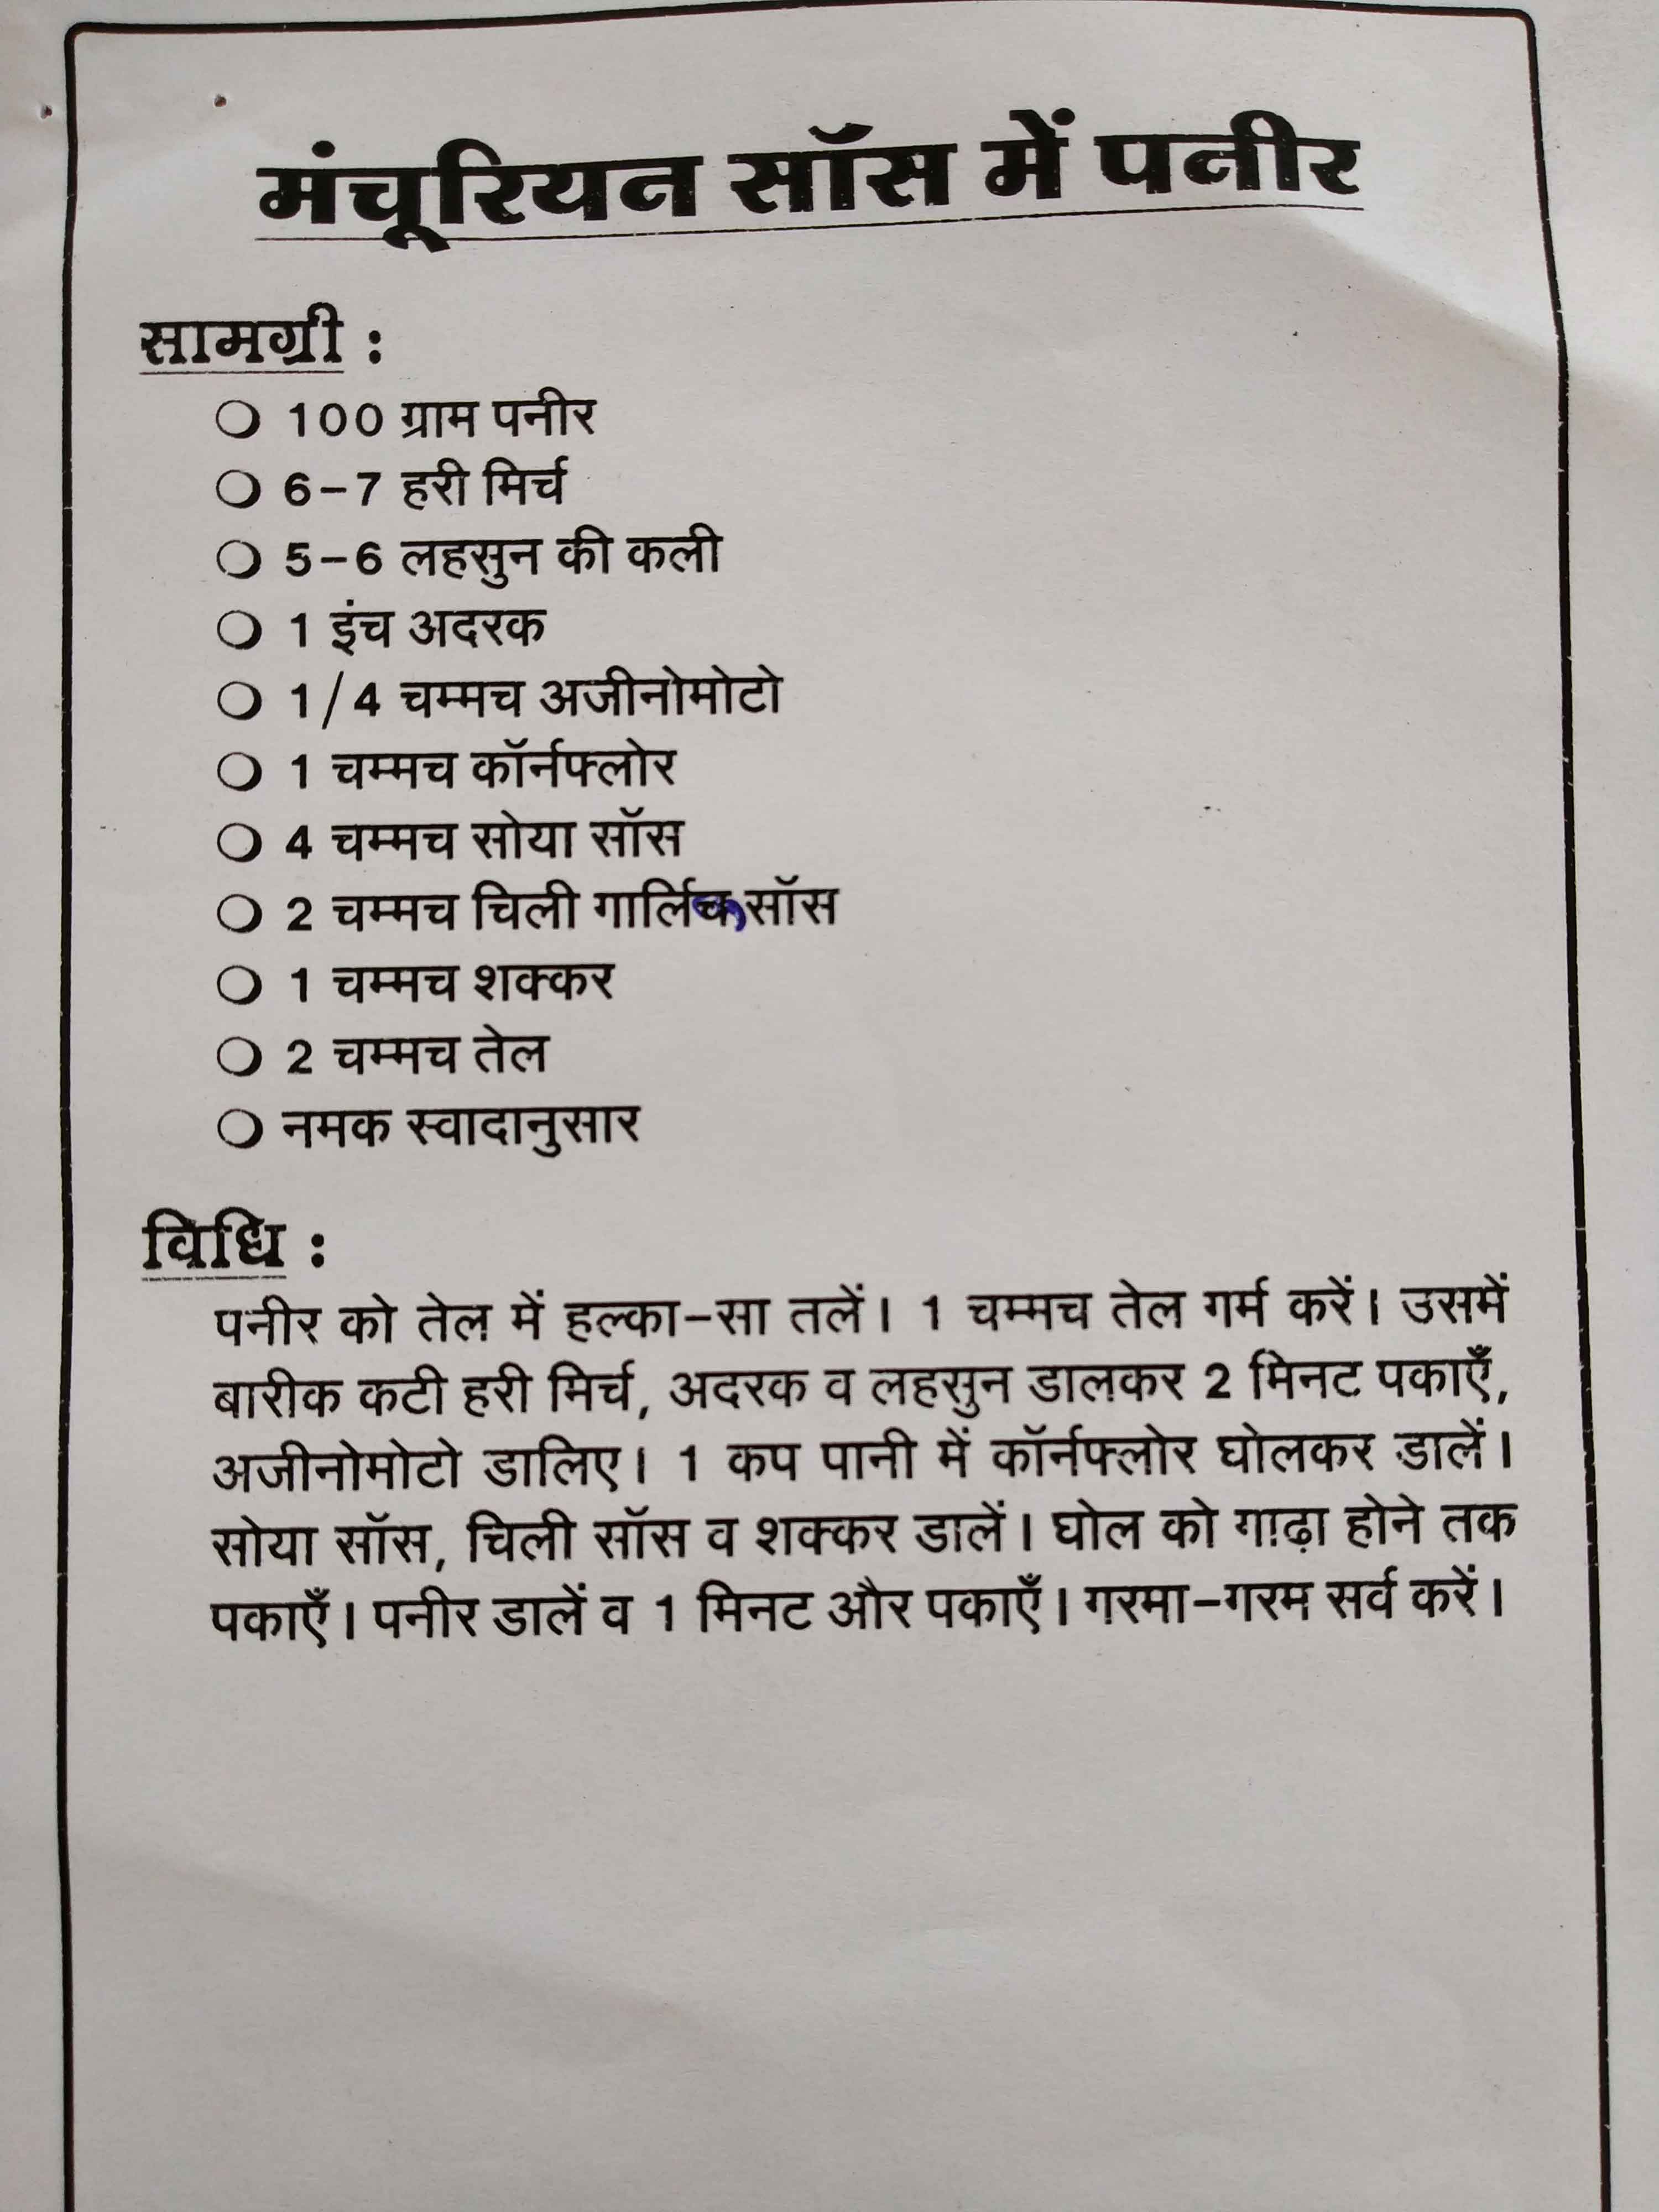 मंचूरियन सॉस में पनीर
सामग्री :
○ 100 ग्राम पनीर
○ 6-7 हरी मिर्च
○ 5-6 लहसुन की कली
○ 1 इंच अदरक
○ 1/4 चम्मच अजीनोमोटो
○ 1 चम्मच कॉर्नफ्लोर
○ 4 चम्मच सोया सॉस
○ 2 चम्मच चिली गार्लिक सॉस
○ 1 चम्मच शक्कर
○ 2 चम्मच तेल
○ नमक स्वादानुसार
विधि :
पनीर को तेल में हल्का-सा तलें। 1 चम्मच तेल गर्म करें। उसमें
बारीक कटी हरी मिर्च, अदरक व लहसुन डालकर 2 मिनट पकाएँ,
अजीनोमोटो डालिए। 1 कप पानी में कॉर्नफ्लोर घोलकर डालें।
सोया सॉस, चिली सॉस व शक्कर डालें। घोल को गाढ़ा होने तक
पकाएँ। पनीर डालें व 1 मिनट और पकाएँ। गरमा-गरम सर्व करें।